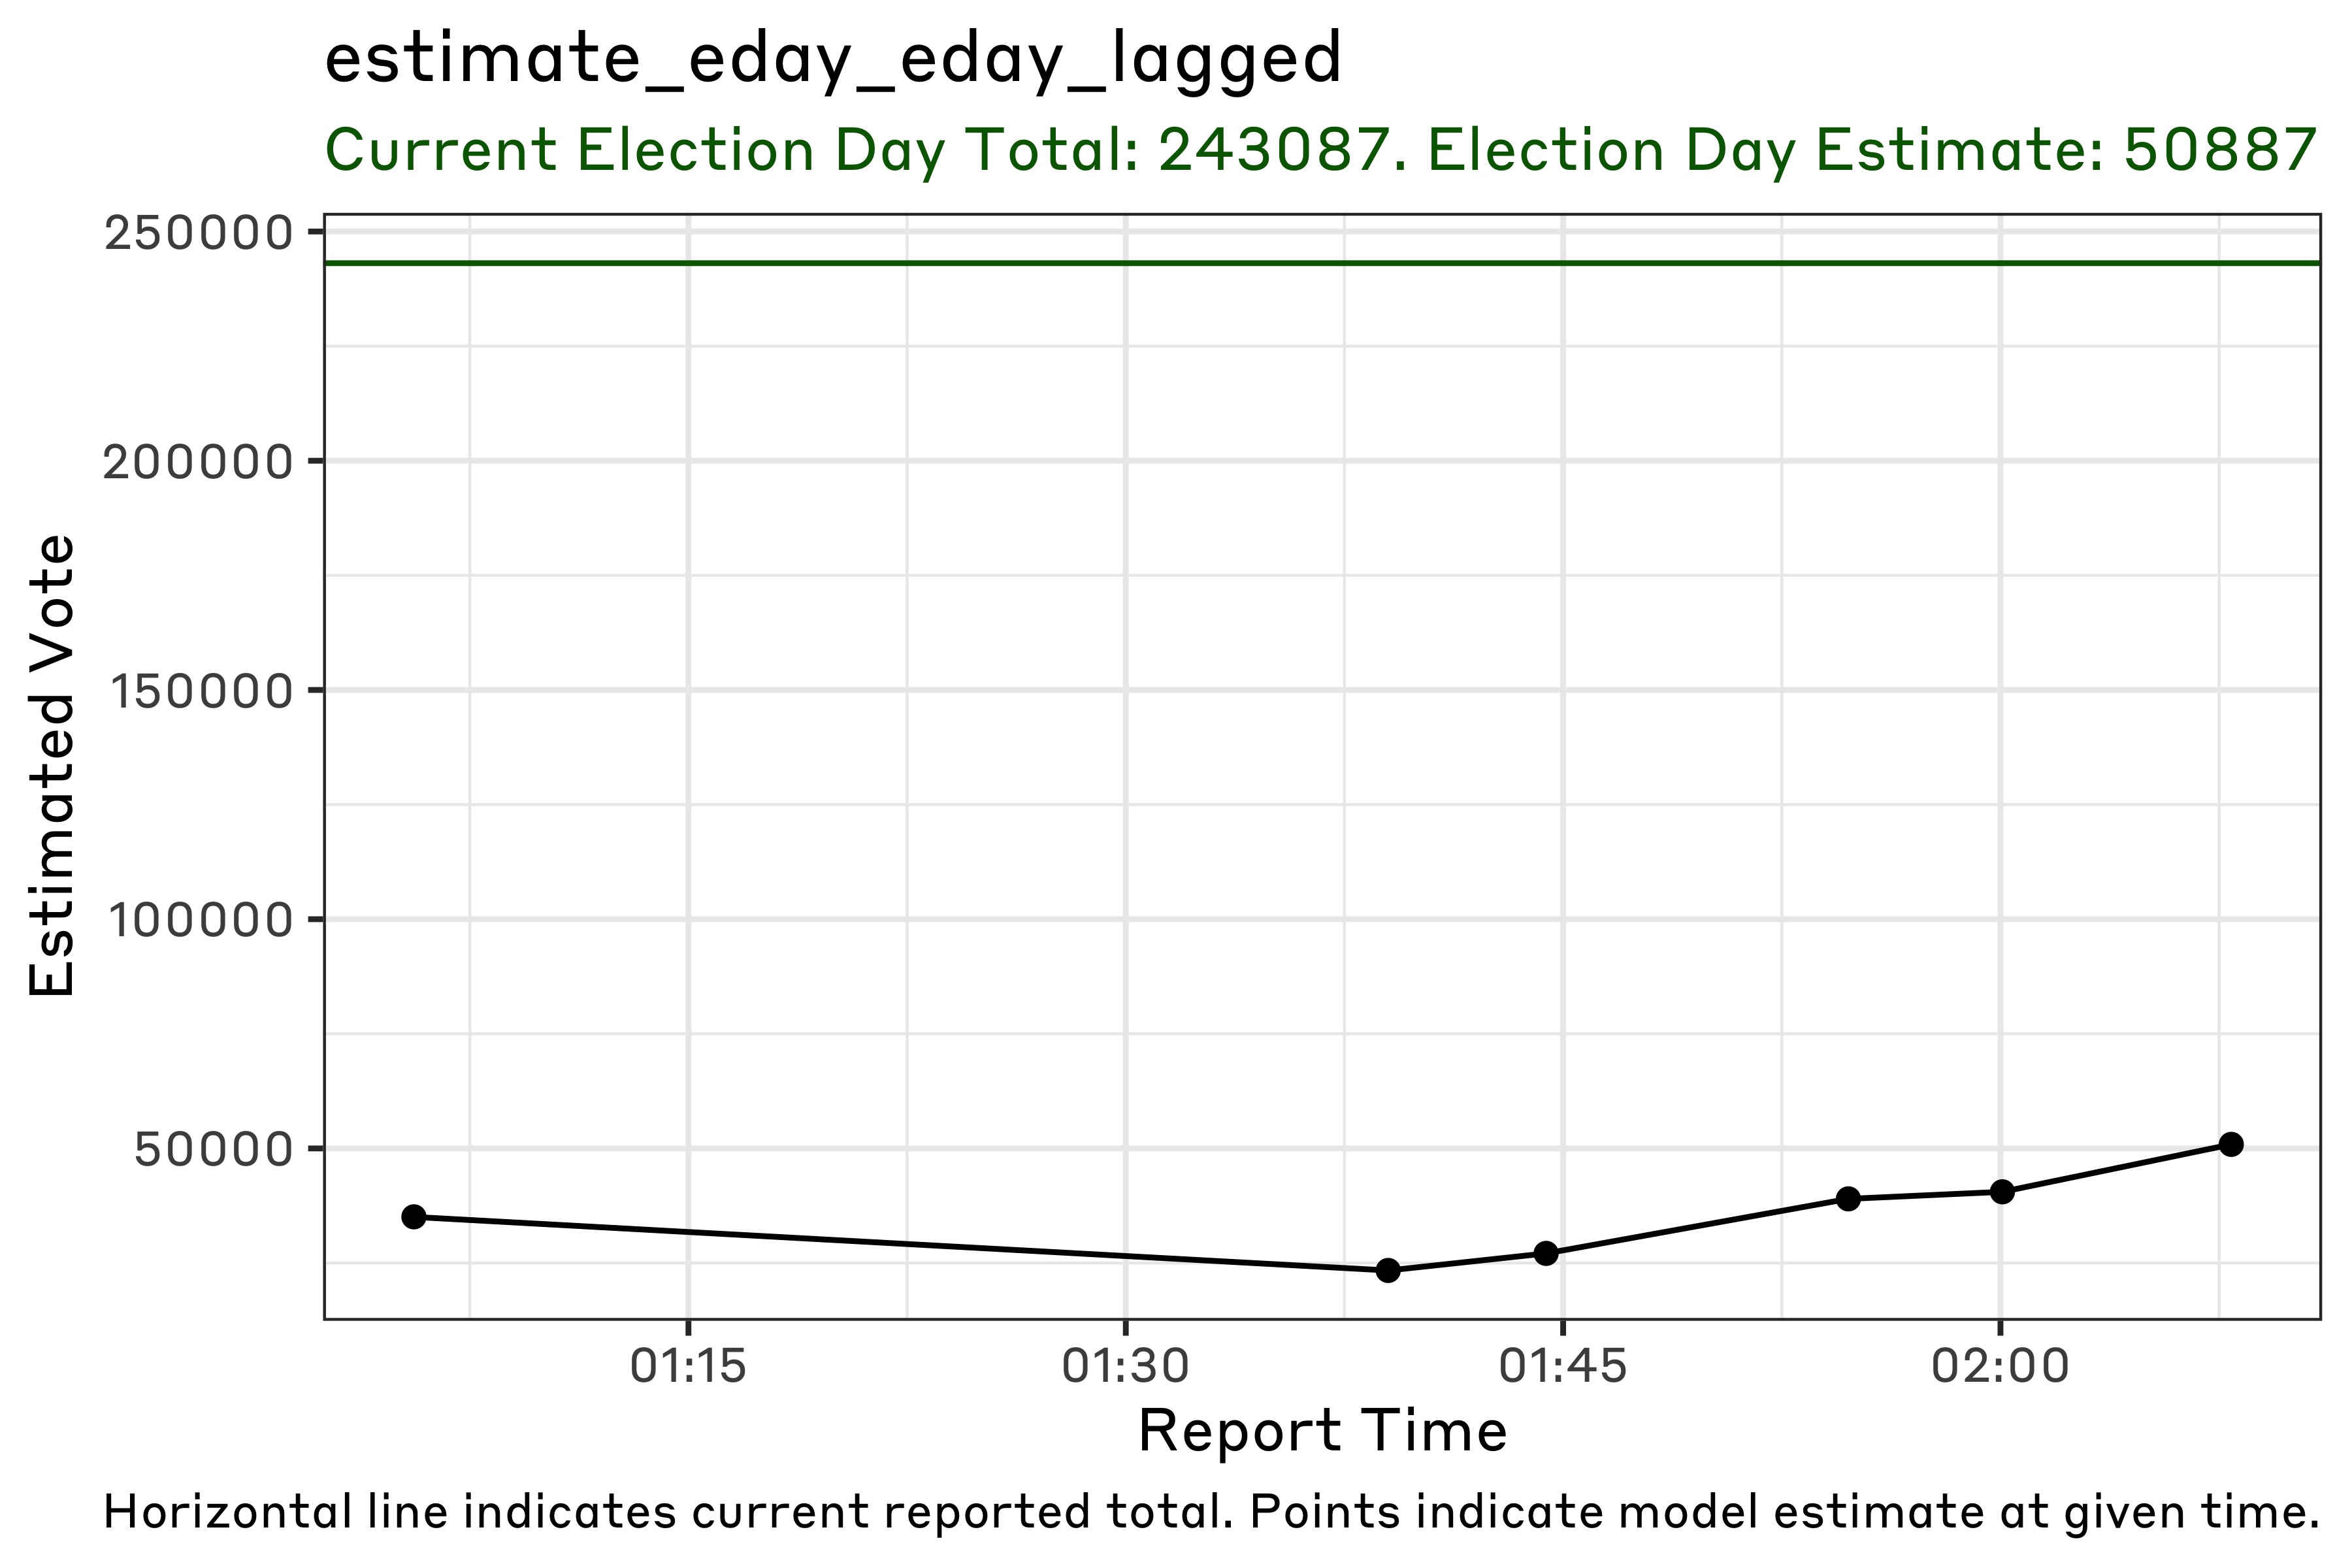 estimate_eday_eday_lagged
Current Election Day Total: 243087. Election Day Estimate: 50887
250000
200000
150000
100000
50000
Estimated Vote
01:15 01:30 01:45 02:00
Report Time
Horizontal line indicates current reported total. Points indicate model estimate at given time.